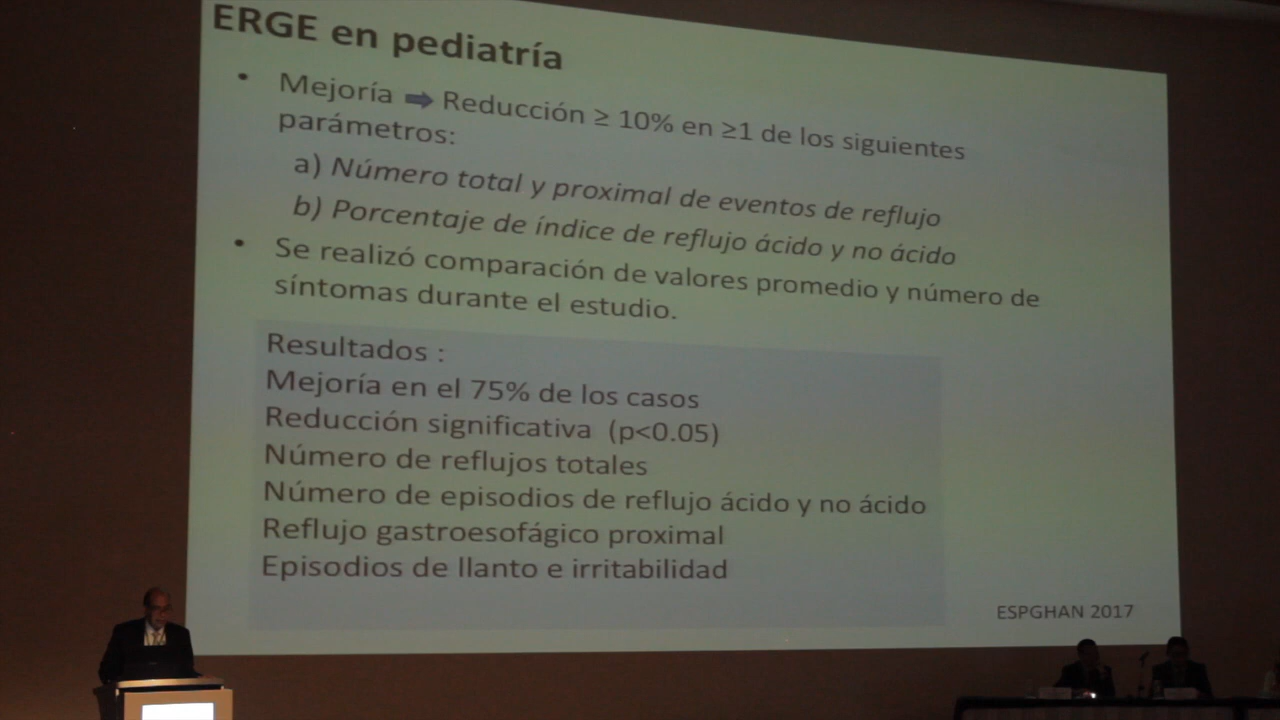 ERGE en pediatría
• Mejoría ➡ Reducción ≥ 10% en ≥1 de los siguientes
parámetros:
a) Número total y proximal de eventos de reflujo
b) Porcentaje de índice de reflujo ácido y no ácido
• Se realizó comparación de valores promedio y número de
síntomas durante el estudio.
Resultados :
Mejoría en el 75% de los casos
Reducción significativa (p<0.05)
Número de reflujos totales
Número de episodios de reflujo ácido y no ácido
Reflujo gastroesofágico proximal
Episodios de llanto e irritabilidad
ESPGHAN 2017